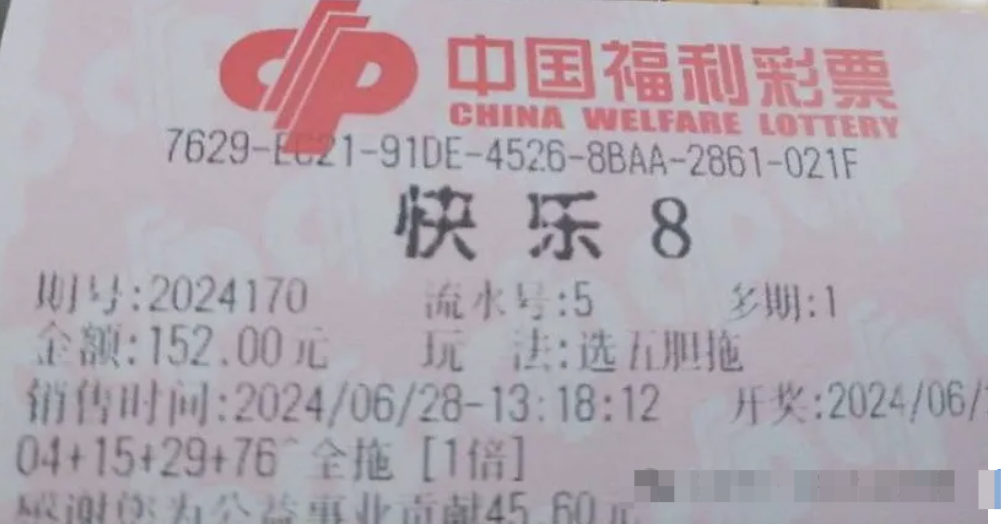 中国福利彩票
CHINA WELFARE LOTTERY
7629-EC21-91DE-4526-8BAA-2861-021F
快乐8
期号:2024170 流水号:5 多期:1
金额:152.00元 玩 法:选五胆拖
销售时间:2024/06/28-13:18:12 开奖:2024/06/
04+15+29+76~全拖 [1倍]
感谢您为公益事业贡献45.60元